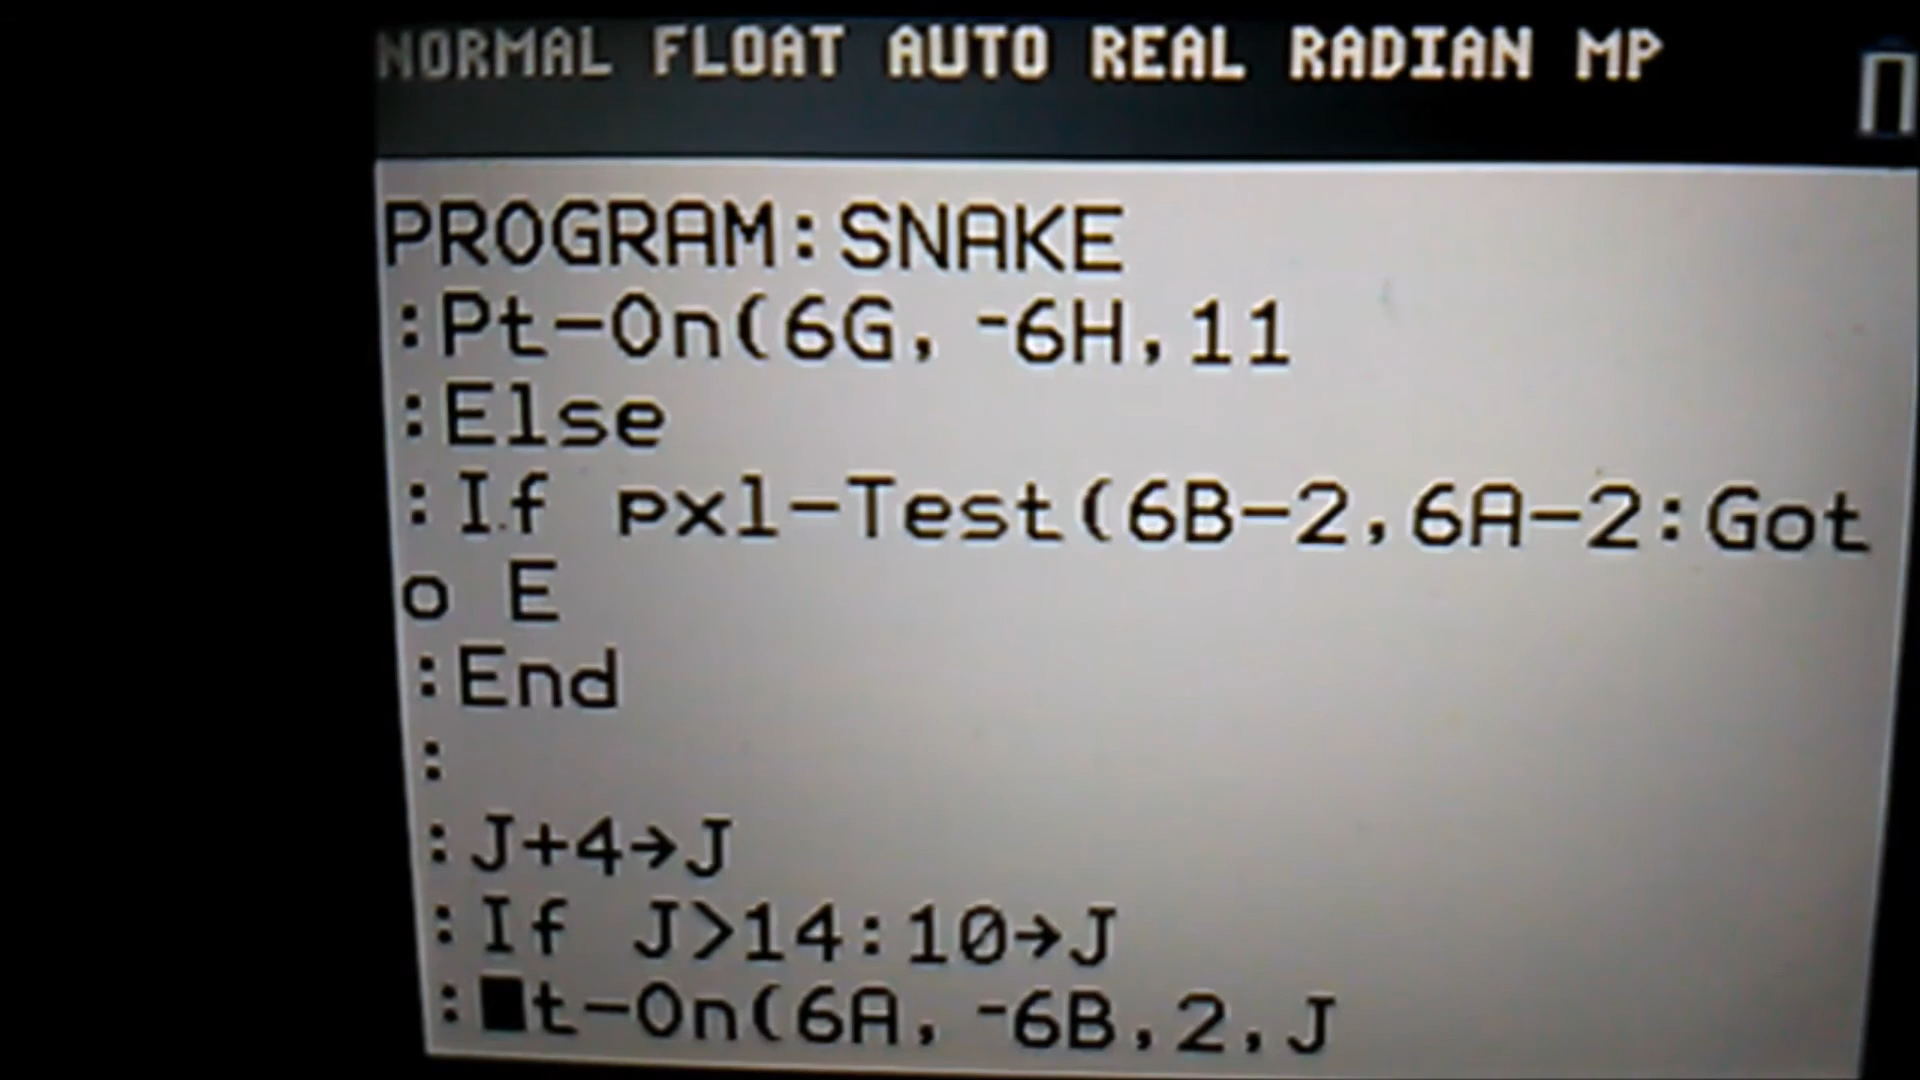 NORMAL FLOAT AUTO REAL RADIAN MP
PROGRAM:SNAKE
:Pt-On(6G,⁻6H,11
:Else
:If pxl-Test(6B-2,6A-2:Got
o E
:End
:
:J+4→J
:If J>14:10→J
:■t-On(6A,⁻6B,2,J